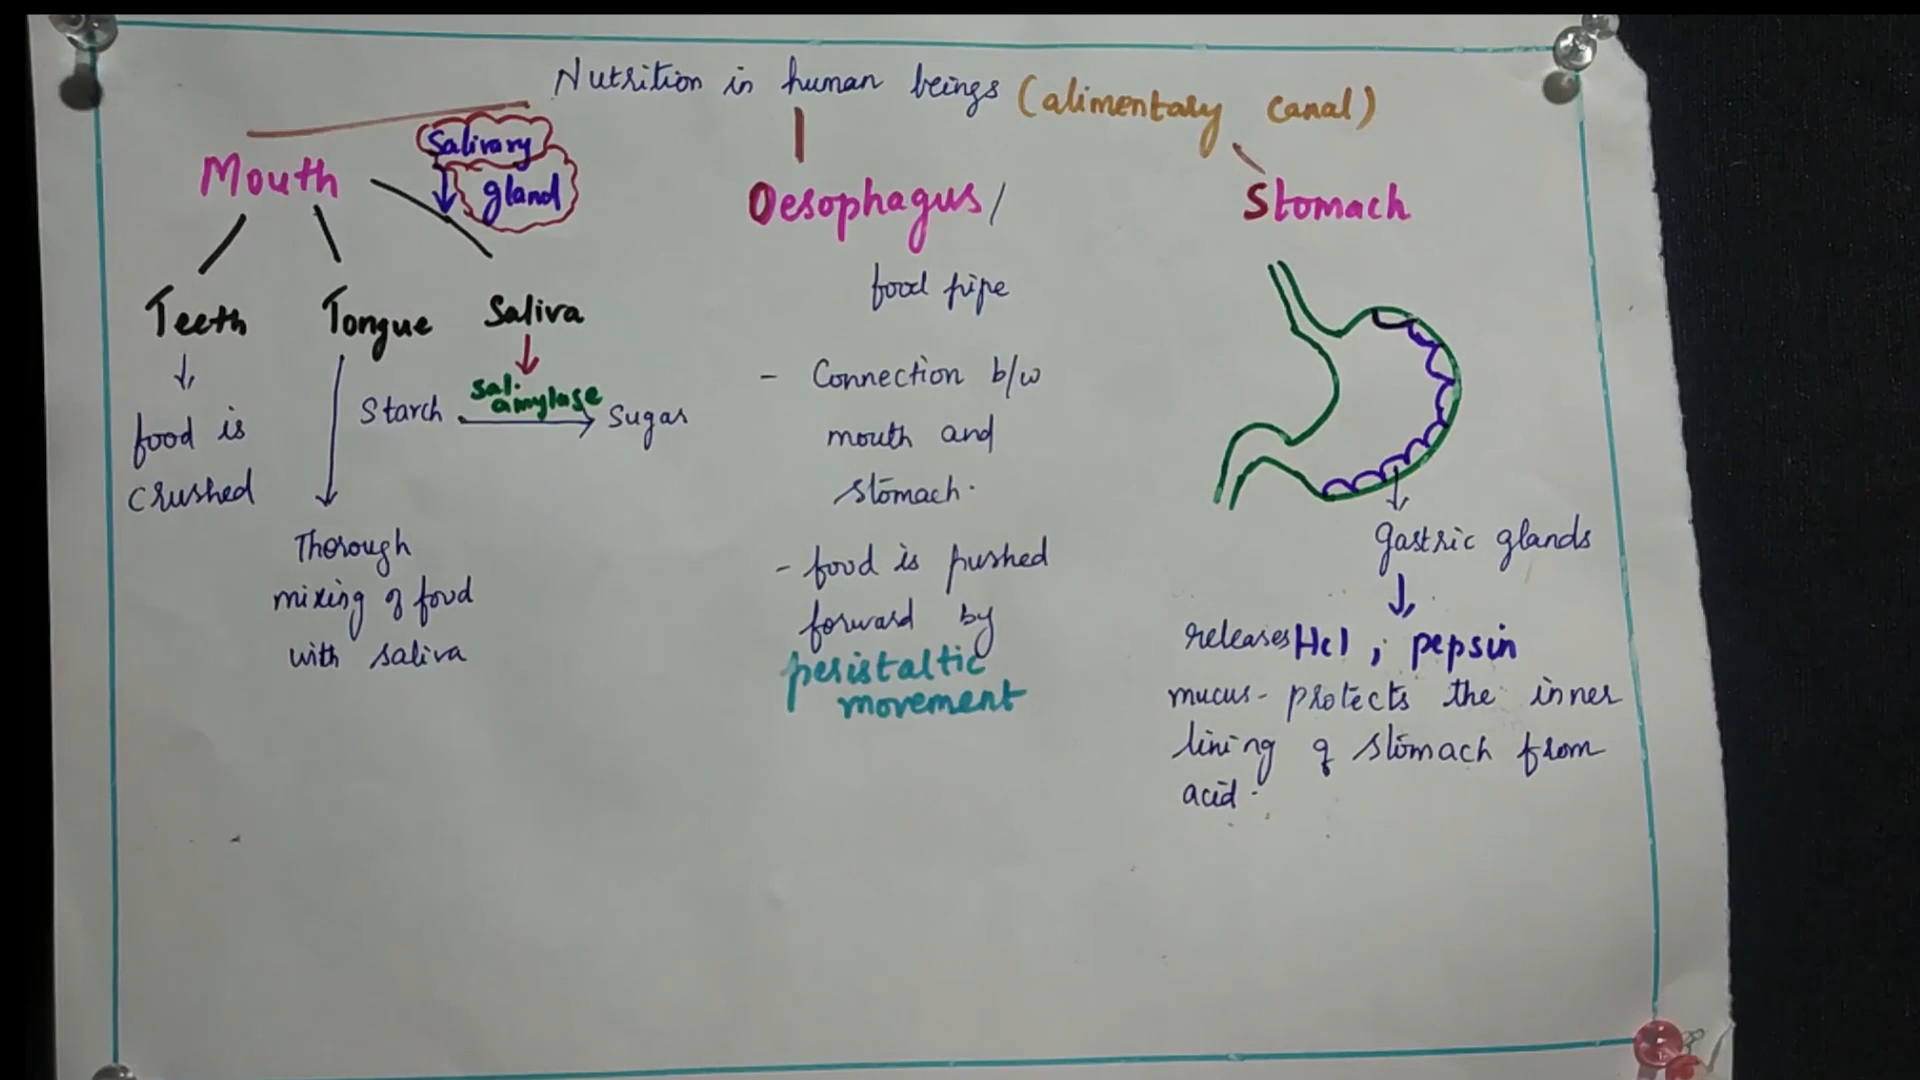 Nutrition in human beings (alimentary canal)
Mouth
Salivary
gland
Teeth
food is
crushed
Tongue
Thorough
mixing of food
with saliva
Saliva
Starch sal. amylase Sugar
Oesophagus/
food pipe
- Connection b/w
mouth and
stomach.
- food is pushed
forward by
peristaltic
movement
Stomach
gastric glands
releases Hcl, pepsin
mucus - protects the inner
lining of stomach from
acid.